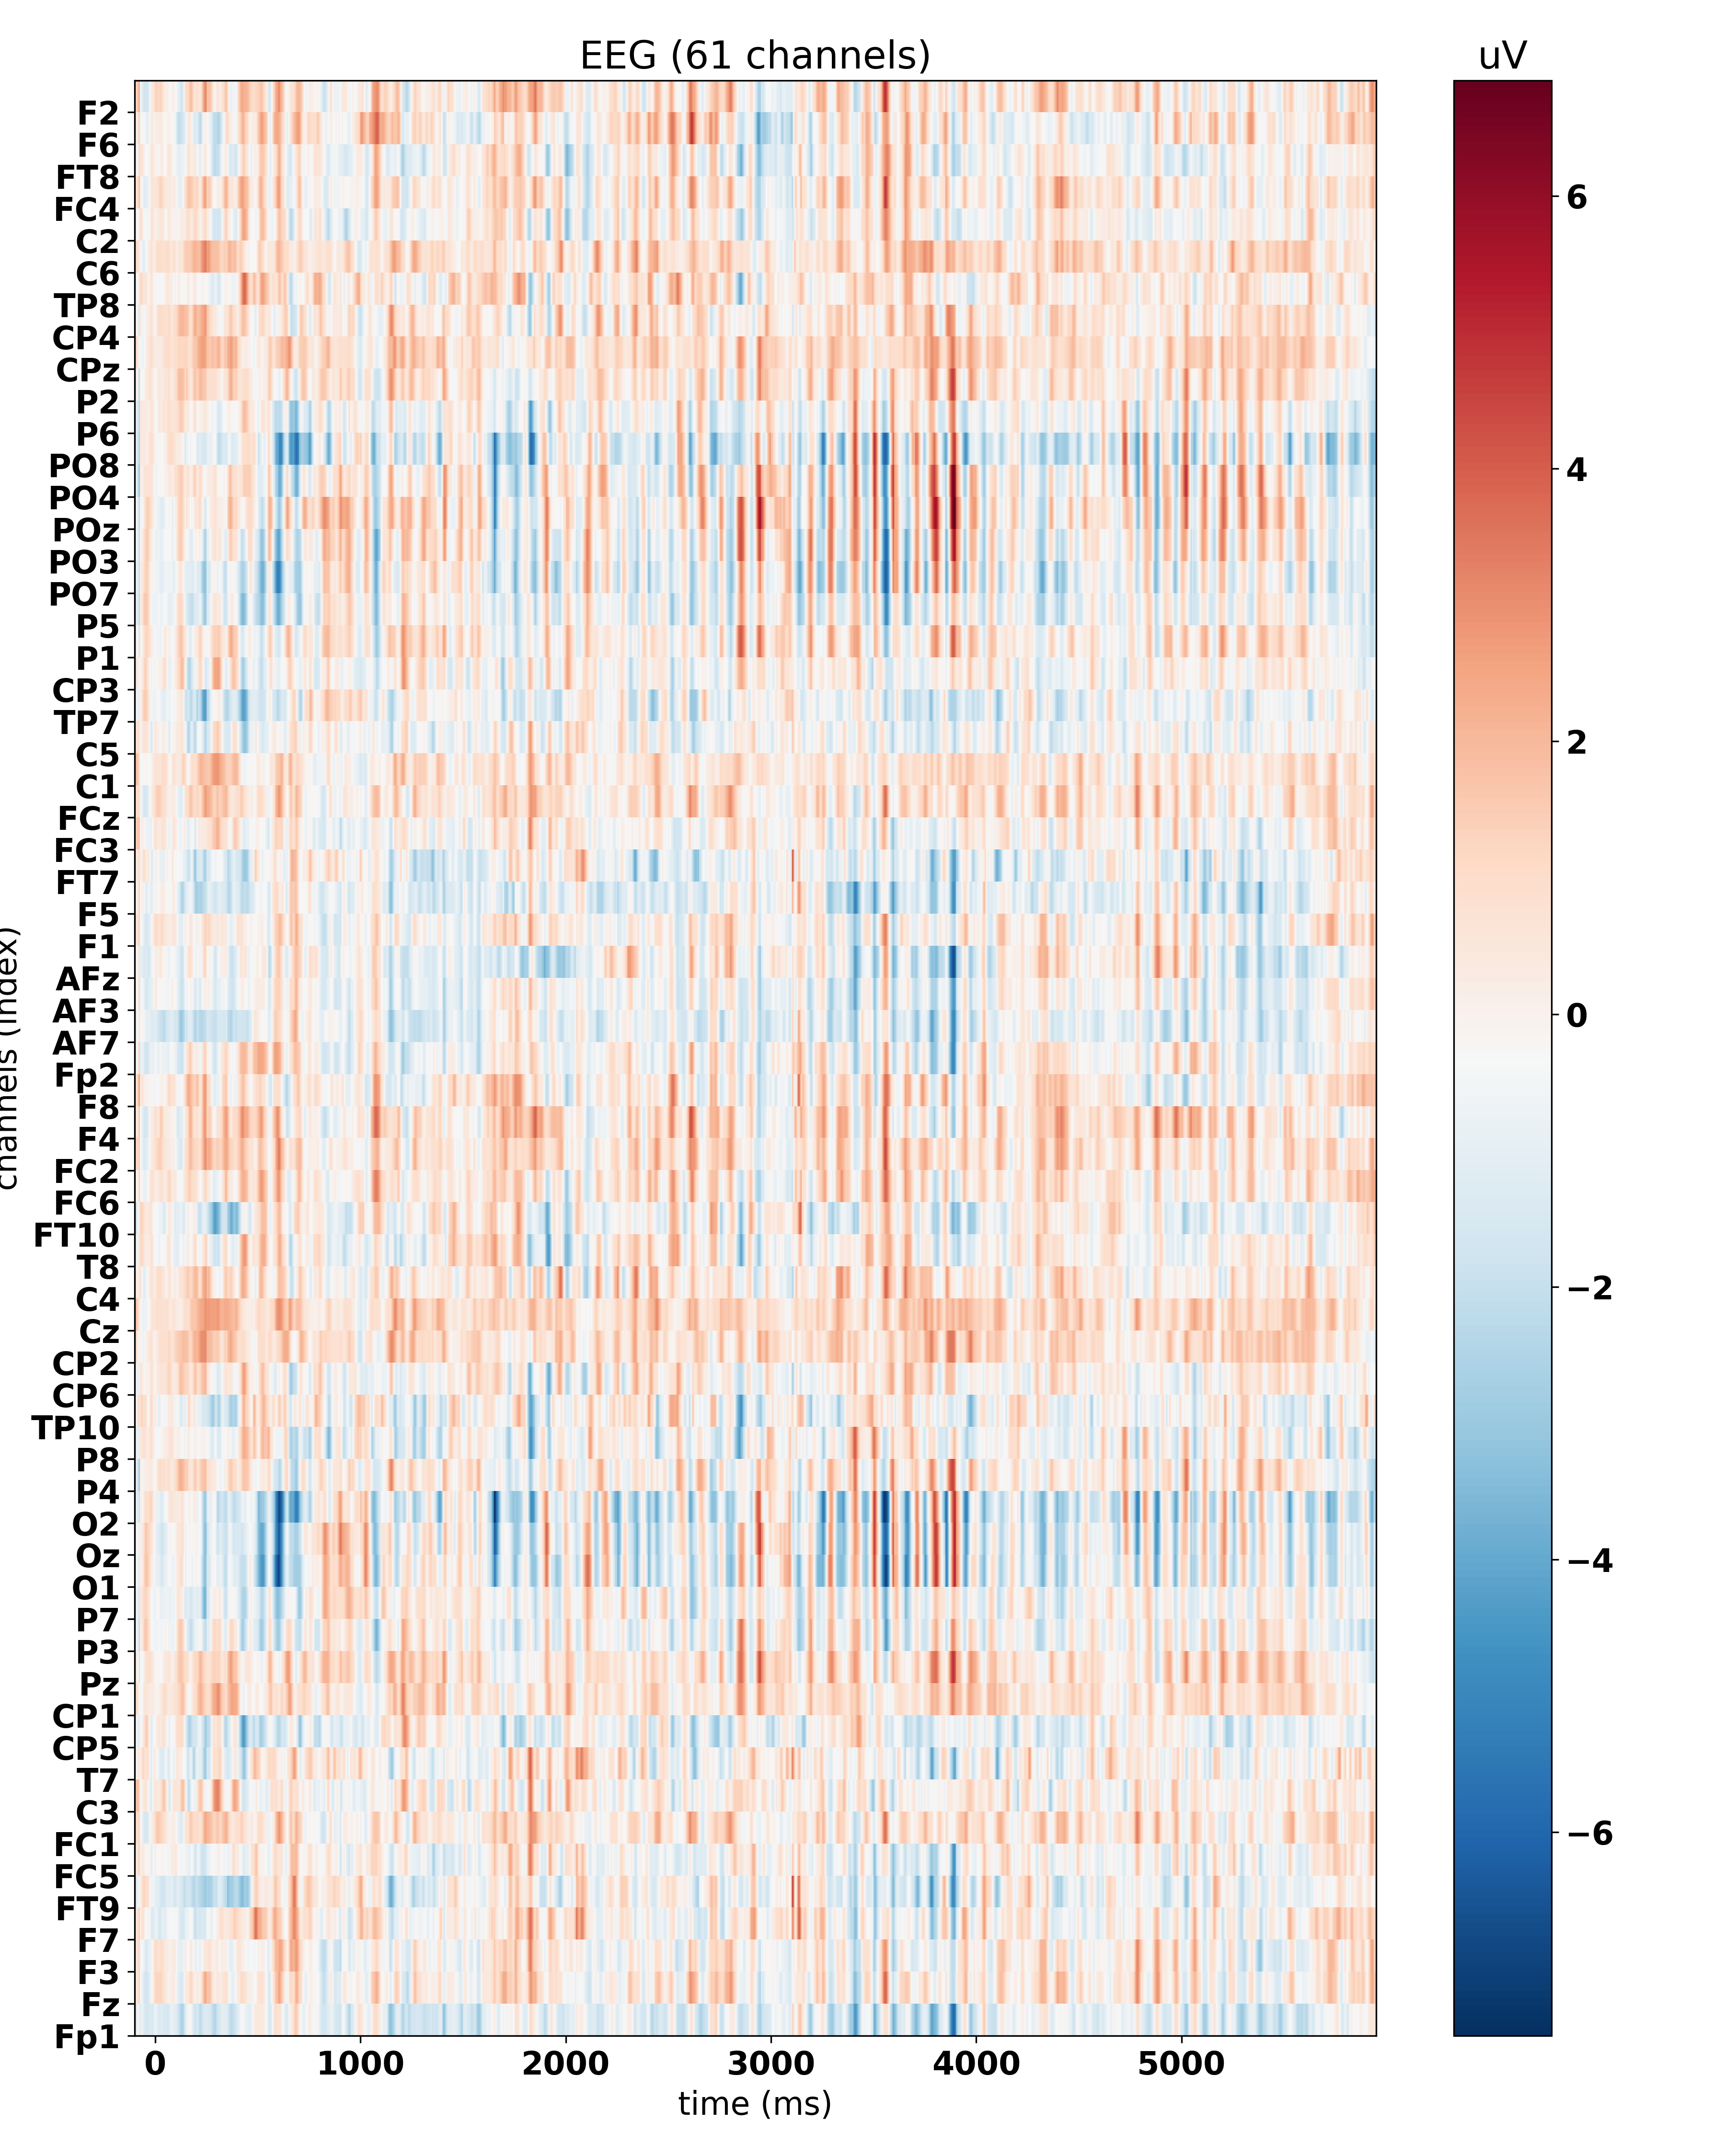 EEG (61 channels)
uV
F2
F6
FT8
FC4
C2
C6
TP8
CP4
CPz
P2
P6
PO8
PO4
POz
PO3
PO7
P5
P1
CP3
TP7
C5
C1
FCz
FC3
FT7
F5
F1
AFz
AF3
AF7
Fp2
F8
F4
FC2
FC6
FT10
T8
C4
Cz
CP2
CP6
TP10
P8
P4
O2
Oz
O1
P7
P3
Pz
CP1
CP5
T7
C3
FC1
FC5
FT9
F7
F3
Fz
Fp1
channels (index)
0 1000 2000 3000 4000 5000
time (ms)
6
4
2
0
−2
−4
−6